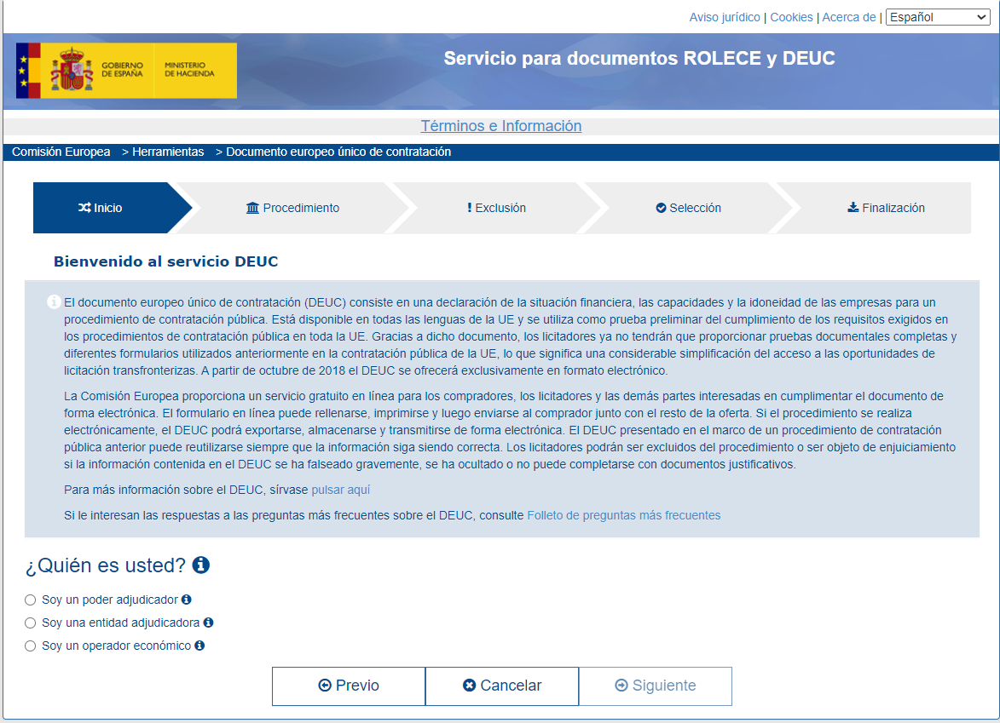 Aviso jurídico | Cookies | Acerca de | Español
GOBIERNO
DE ESPAÑA
MINISTERIO
DE HACIENDA
Servicio para documentos ROLECE y DEUC
Términos e Información
Comisión Europea > Herramientas > Documento europeo único de contratación
Inicio
Procedimiento
Exclusión
Selección
Finalización
Bienvenido al servicio DEUC
El documento europeo único de contratación (DEUC) consiste en una declaración de la situación financiera, las capacidades y la idoneidad de las empresas para un
procedimiento de contratación pública. Está disponible en todas las lenguas de la UE y se utiliza como prueba preliminar del cumplimiento de los requisitos exigidos en
los procedimientos de contratación pública en toda la UE. Gracias a dicho documento, los licitadores ya no tendrán que proporcionar pruebas documentales completas y
diferentes formularios utilizados anteriormente en la contratación pública de la UE, lo que significa una considerable simplificación del acceso a las oportunidades de
licitación transfronterizas. A partir de octubre de 2018 el DEUC se ofrecerá exclusivamente en formato electrónico.
La Comisión Europea proporciona un servicio gratuito en línea para los compradores, los licitadores y las demás partes interesadas en cumplimentar el documento de
forma electrónica. El formulario en línea puede rellenarse, imprimirse y luego enviarse al comprador junto con el resto de la oferta. Si el procedimiento se realiza
electrónicamente, el DEUC podrá exportarse, almacenarse y transmitirse de forma electrónica. El DEUC presentado en el marco de un procedimiento de contratación
pública anterior puede reutilizarse siempre que la información siga siendo correcta. Los licitadores podrán ser excluidos del procedimiento o ser objeto de enjuiciamiento
si la información contenida en el DEUC se ha falseado gravemente, se ha ocultado o no puede completarse con documentos justificativos.
Para más información sobre el DEUC, sírvase pulsar aquí
Si le interesan las respuestas a las preguntas más frecuentes sobre el DEUC, consulte Folleto de preguntas más frecuentes
¿Quién es usted?
Soy un poder adjudicador
Soy una entidad adjudicadora
Soy un operador económico
Previo
Cancelar
Siguiente